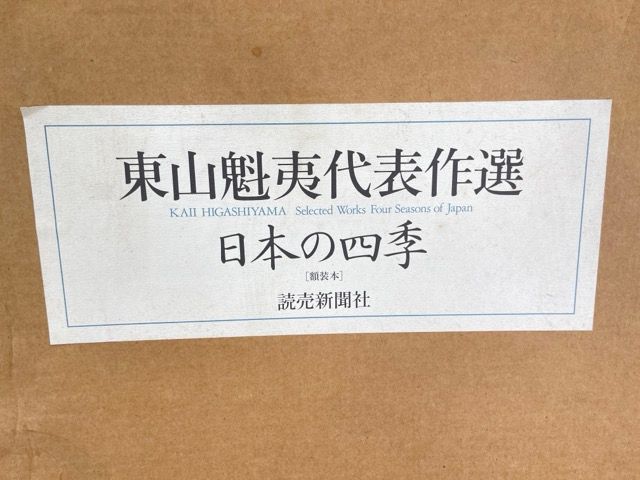 東山魁夷代表作選
KAII HIGASHIYAMA Selected Works Four Seasons of Japan
日本の四季
［額装本］
読売新聞社